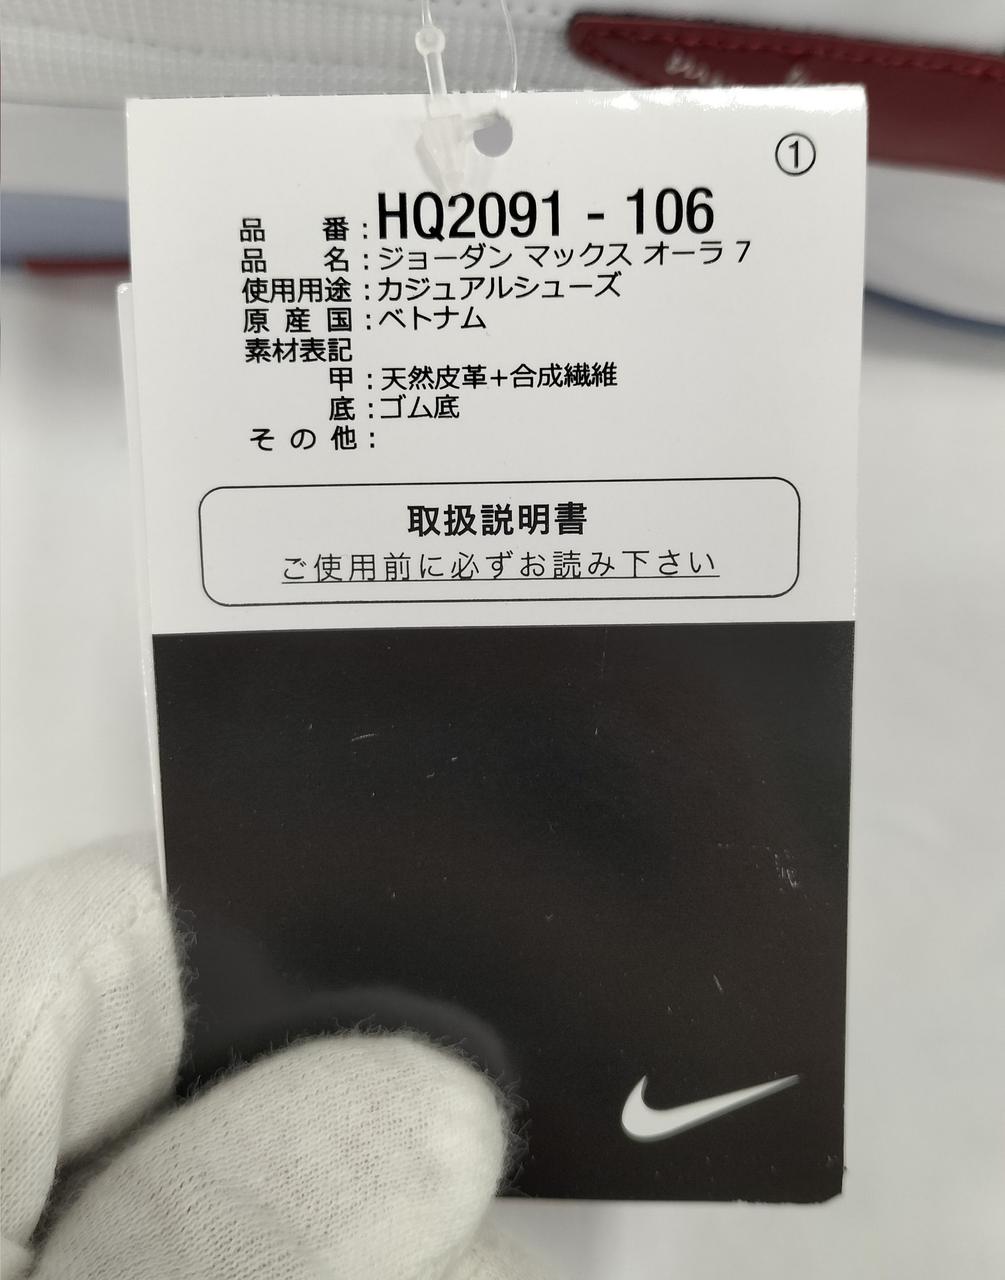 ①
品 番 : HQ2091 - 106
品 名 : ジョーダン マックス オーラ 7
使用用途 : カジュアルシューズ
原 産 国 : ベトナム
素材表記
甲 : 天然皮革+合成繊維
底 : ゴム底
そ の 他 :
取扱説明書
ご使用前に必ずお読み下さい